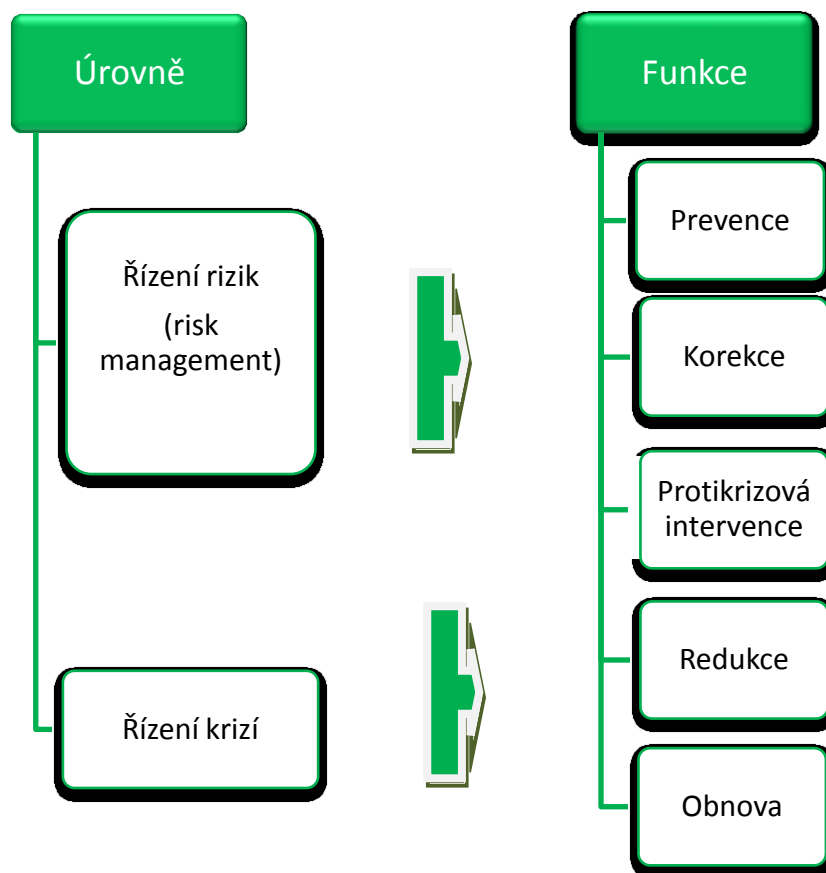 Úrovně
Řízení rizik
(risk
management)
Řízení krizí
Funkce
Prevence
Korekce
Protikrizová
intervence
Redukce
Obnova